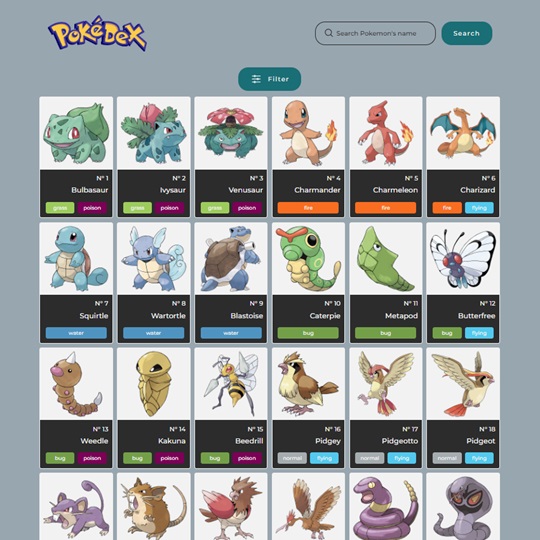 PokéDex
Search Pokemon's name
Search
Filter
Nº 1
Bulbasaur
grass poison
Nº 2
Ivysaur
grass poison
Nº 3
Venusaur
grass poison
Nº 4
Charmander
fire
Nº 5
Charmeleon
fire
Nº 6
Charizard
fire flying
Nº 7
Squirtle
water
Nº 8
Wartortle
water
Nº 9
Blastoise
water
Nº 10
Caterpie
bug
Nº 11
Metapod
bug
Nº 12
Butterfree
bug flying
Nº 13
Weedle
bug poison
Nº 14
Kakuna
bug poison
Nº 15
Beedrill
bug poison
Nº 16
Pidgey
normal flying
Nº 17
Pidgeotto
normal flying
Nº 18
Pidgeot
normal flying